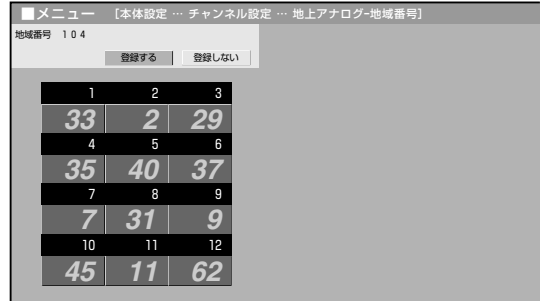 ■メニュー [本体設定 … チャンネル設定 … 地上アナログ-地域番号]
地域番号 104
登録する 登録しない
1 2 3
33 2 29
4 5 6
35 40 37
7 8 9
7 31 9
10 11 12
45 11 62